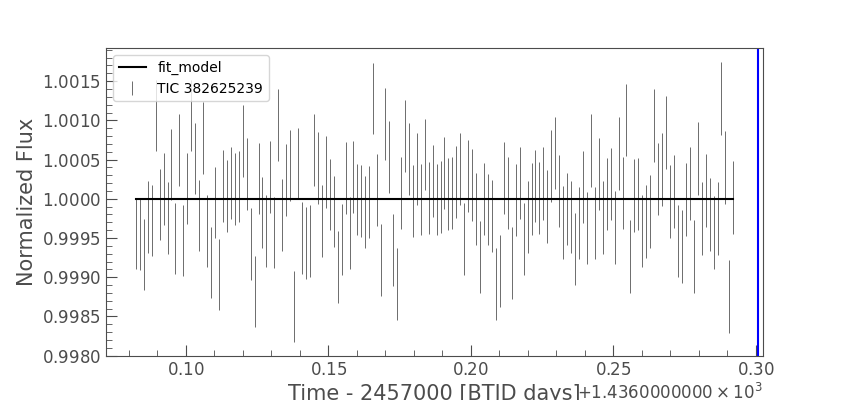 fit_model
TIC 382625239
Normalized Flux
1.0015
1.0010
1.0005
1.0000
0.9995
0.9990
0.9985
0.9980
0.10
0.15
0.20
0.25
0.30
Time - 2457000 [BTJD days]
+1.4360000000 × 10³